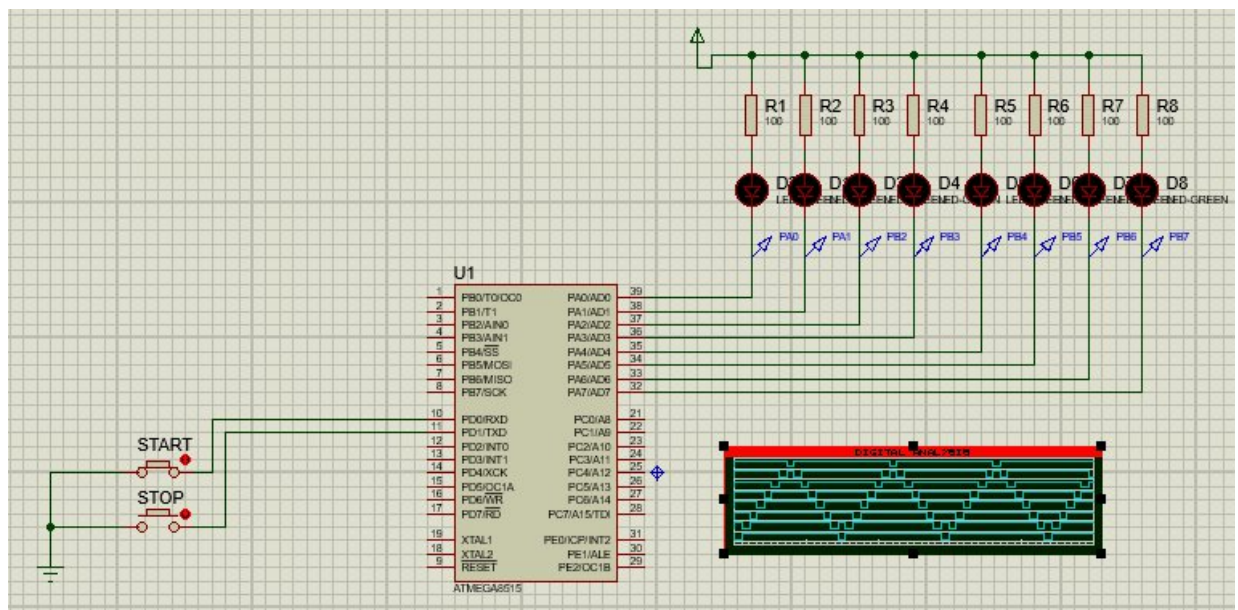 R1 R2 R3 R4 R5 R6 R7 R8
100 100 100 100 100 100 100 100
D4 D8
PA0 PA1 PB2 PB3 PB4 PB5 PB6 PB7
U1
1 PB0/T0/OC0 PA0/AD0 39
2 PB1/T1 PA1/AD1 38
3 PB2/AIN0 PA2/AD2 37
4 PB3/AIN1 PA3/AD3 36
5 PB4/SS PA4/AD4 35
6 PB5/MOSI PA5/AD5 34
7 PB6/MISO PA6/AD6 33
8 PB7/SCK PA7/AD7 32
10 PD0/RXD PC0/A8 21
11 PD1/TXD PC1/A9 22
12 PD2/INT0 PC2/A10 23
13 PD3/INT1 PC3/A11 24
14 PD4/XCK PC4/A12 25
15 PD5/OC1A PC5/A13 26
16 PD6/WR PC6/A14 27
17 PD7/RD PC7/A15/TDI 28
19 XTAL1 PE0/ICP/INT2 31
18 XTAL2 PE1/ALE 30
9 RESET PE2/OC1B 29
ATMEGA8515
START
STOP
DIGITAL ANALYSIS